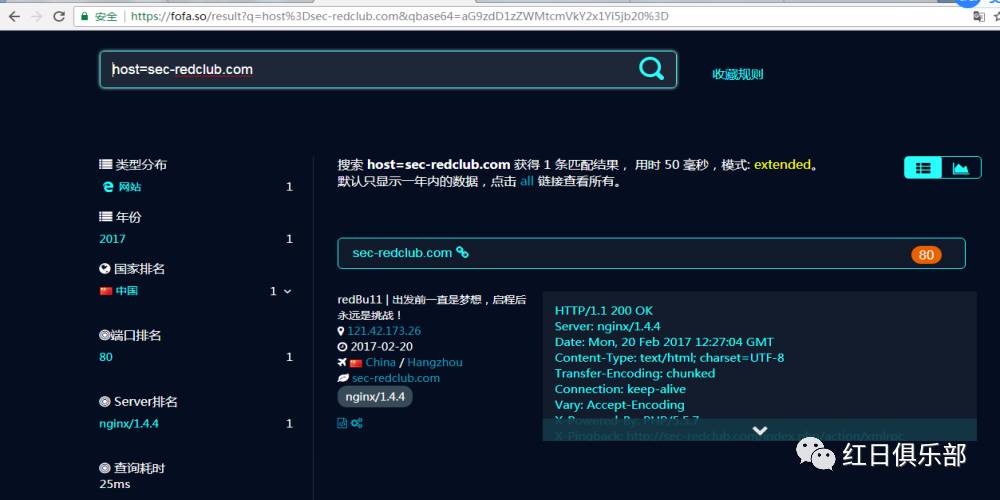 安全 | https://fofa.so/result?q=host%3Dsec-redclub.com&qbase64=aG9zdD1zZWMtcmVkY2x1Yi5jb20%3D
host=sec-redclub.com
收藏规则
类型分布
网站 1
年份
2017 1
国家排名
中国 1
端口排名
80 1
Server排名
nginx/1.4.4 1
查询耗时
25ms
搜索 host=sec-redclub.com 获得 1 条匹配结果，用时 50 毫秒，模式: extended。
默认只显示一年内的数据，点击 all 链接查看所有。
sec-redclub.com 80
redBu11 | 出发前一直是梦想，启程后
永远是挑战！
121.42.173.26
2017-02-20
China / Hangzhou
sec-redclub.com
nginx/1.4.4
HTTP/1.1 200 OK
Server: nginx/1.4.4
Date: Mon, 20 Feb 2017 12:27:04 GMT
Content-Type: text/html; charset=UTF-8
Transfer-Encoding: chunked
Connection: keep-alive
Vary: Accept-Encoding
X-Powered-By: PHP/5.5.7
X-Pingback: http://sec-redclub.com/index.php/action/xmlrpc
红日俱乐部